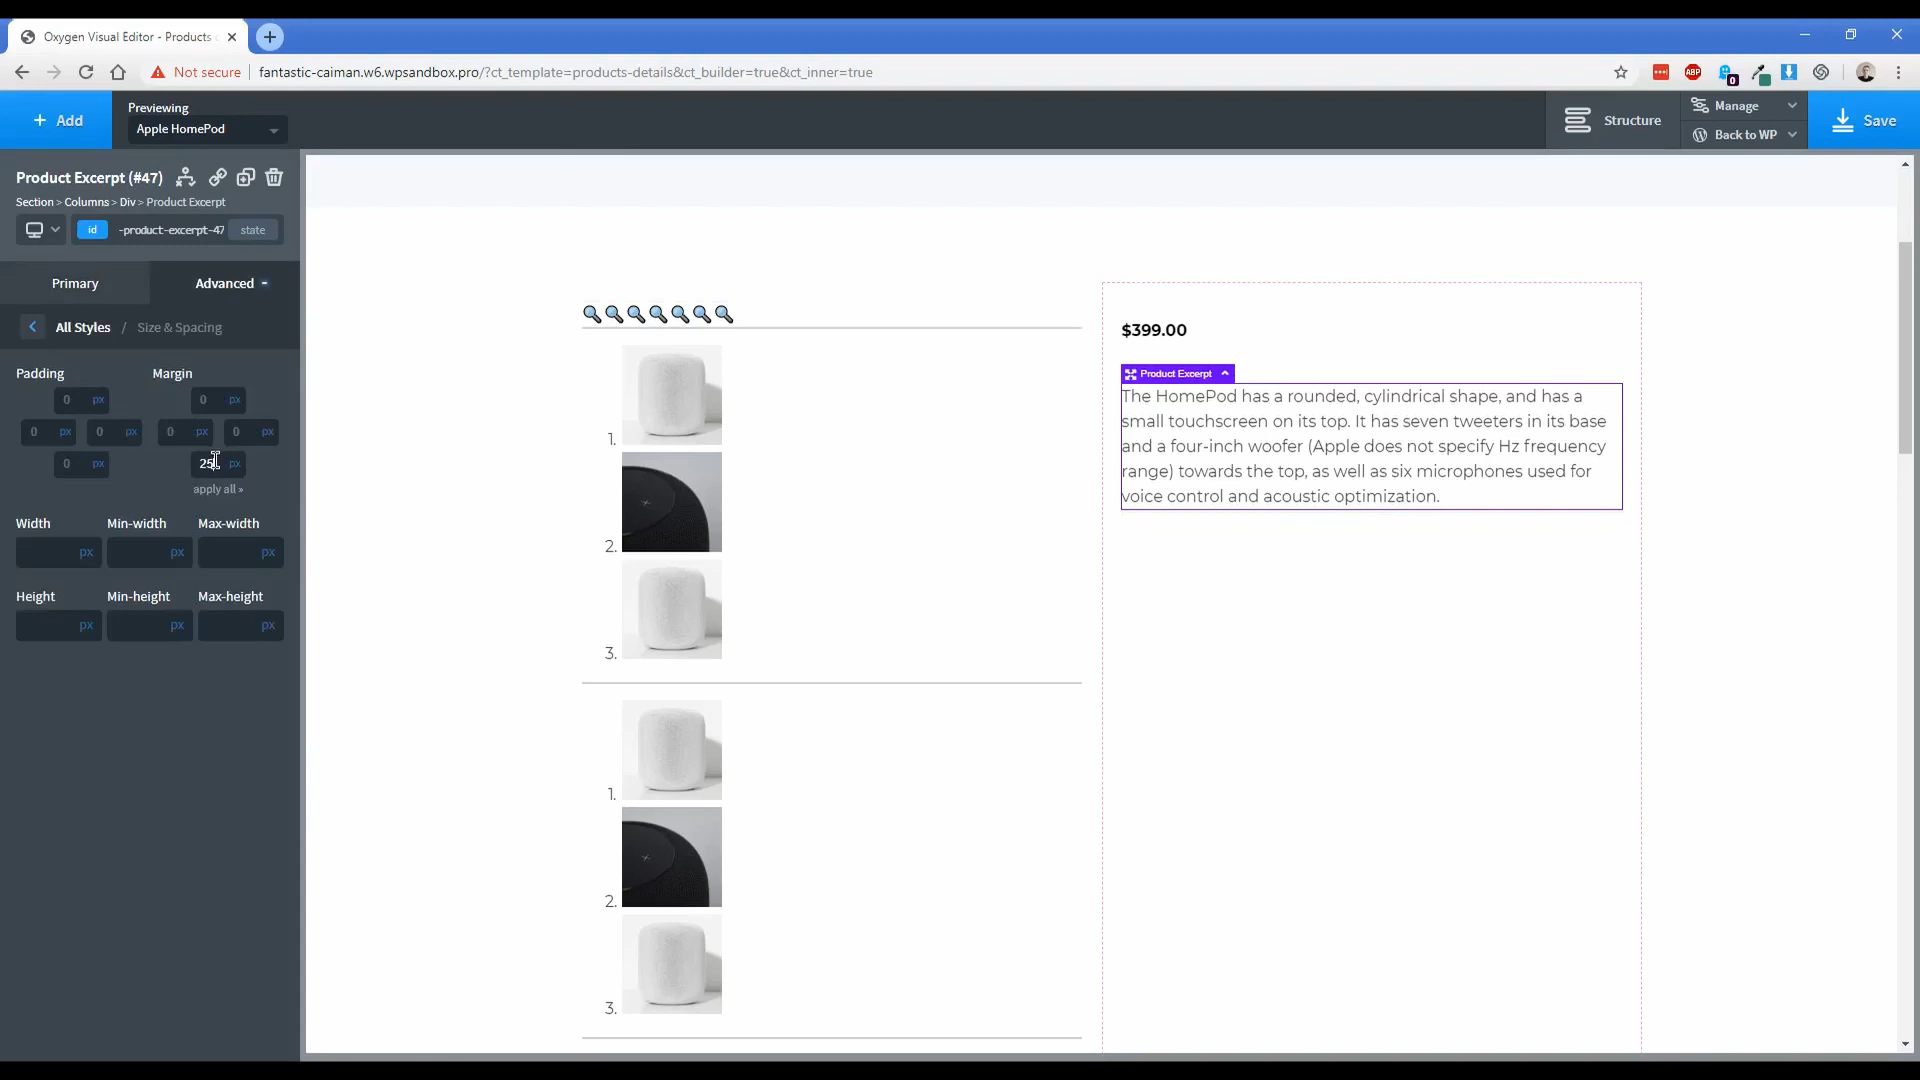 Oxygen Visual Editor - Products
Not secure
fantastic-caiman.w6.wpsandbox.pro/?ct_template=products-details&ct_builder=true&ct_inner=true
ABP
0
+ Add
Previewing
Apple HomePod
Structure
Manage
Back to WP
Save
Product Excerpt (#47)
Section > Columns > Div > Product Excerpt
id
-product-excerpt-47
state
Primary
Advanced
All Styles / Size & Spacing
Padding
Margin
0 px
0 px
0 px
0 px
0 px
0 px
0 px
25 px
apply all »
Width
Min-width
Max-width
px
px
px
Height
Min-height
Max-height
px
px
px
1.
2.
3.
1.
2.
3.
$399.00
Product Excerpt
The HomePod has a rounded, cylindrical shape, and has a
small touchscreen on its top. It has seven tweeters in its base
and a four-inch woofer (Apple does not specify Hz frequency
range) towards the top, as well as six microphones used for
voice control and acoustic optimization.